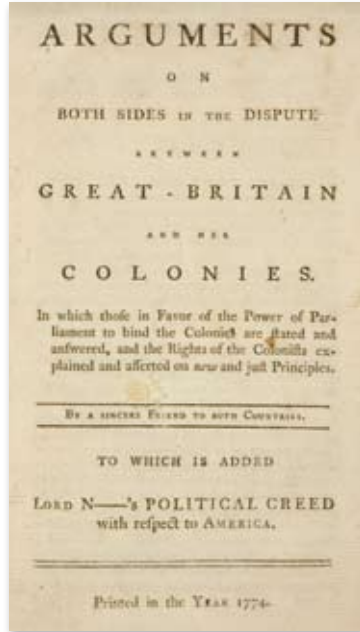 ARGUMENTS
O N
BOTH SIDES IN THE DISPUTE
BETWEEN
GREAT-BRITAIN
AND HER
COLONIES.
In which thoſe in Favor of the Power of Par-
liament to bind the Colonies are ſtated and
anſwered, and the Rights of the Coloniſts ex-
plained and aſſerted on new and juſt Principles.
BY A SINCERE FRIEND TO BOTH COUNTRIES.
TO WHICH IS ADDED
LORD N——'s POLITICAL CREED
with reſpect to AMERICA.
Printed in the YEAR 1774.